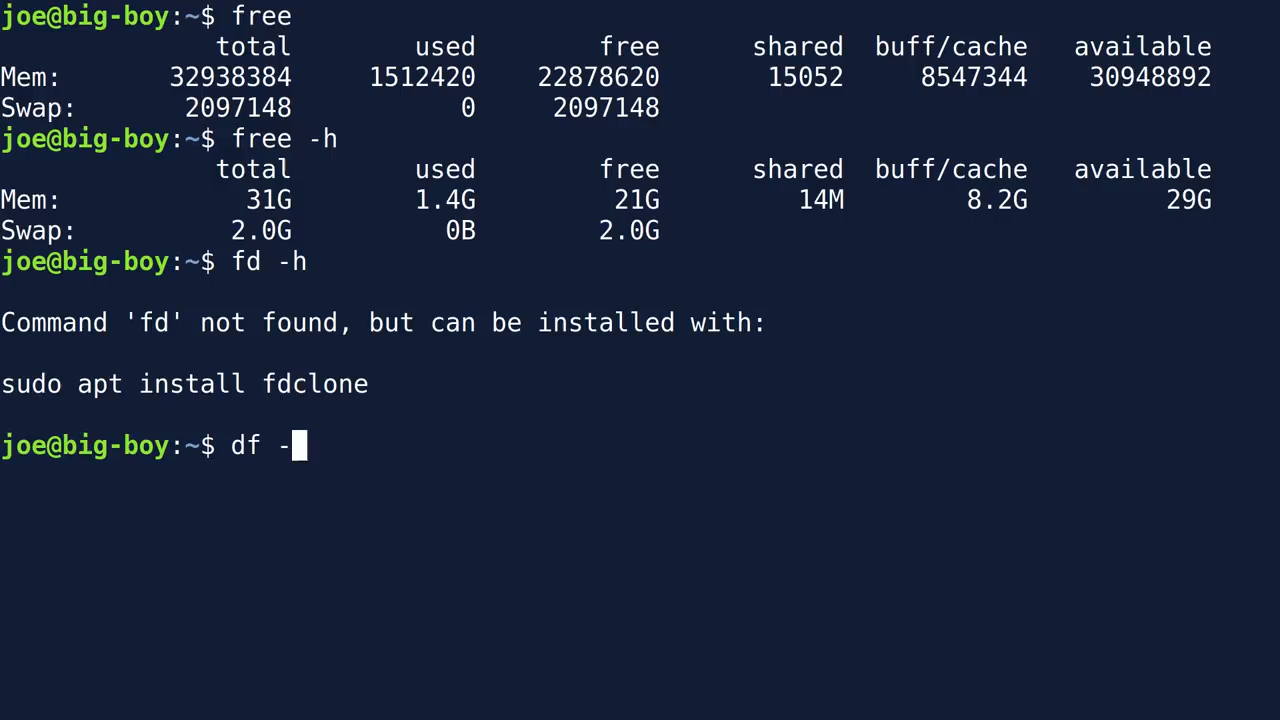 joe@big-boy:~$ free
total used free shared buff/cache available
Mem: 32938384 1512420 22878620 15052 8547344 30948892
Swap: 2097148 0 2097148
joe@big-boy:~$ free -h
total used free shared buff/cache available
Mem: 31G 1.4G 21G 14M 8.2G 29G
Swap: 2.0G 0B 2.0G
joe@big-boy:~$ fd -h
Command 'fd' not found, but can be installed with:
sudo apt install fdclone
joe@big-boy:~$ df -